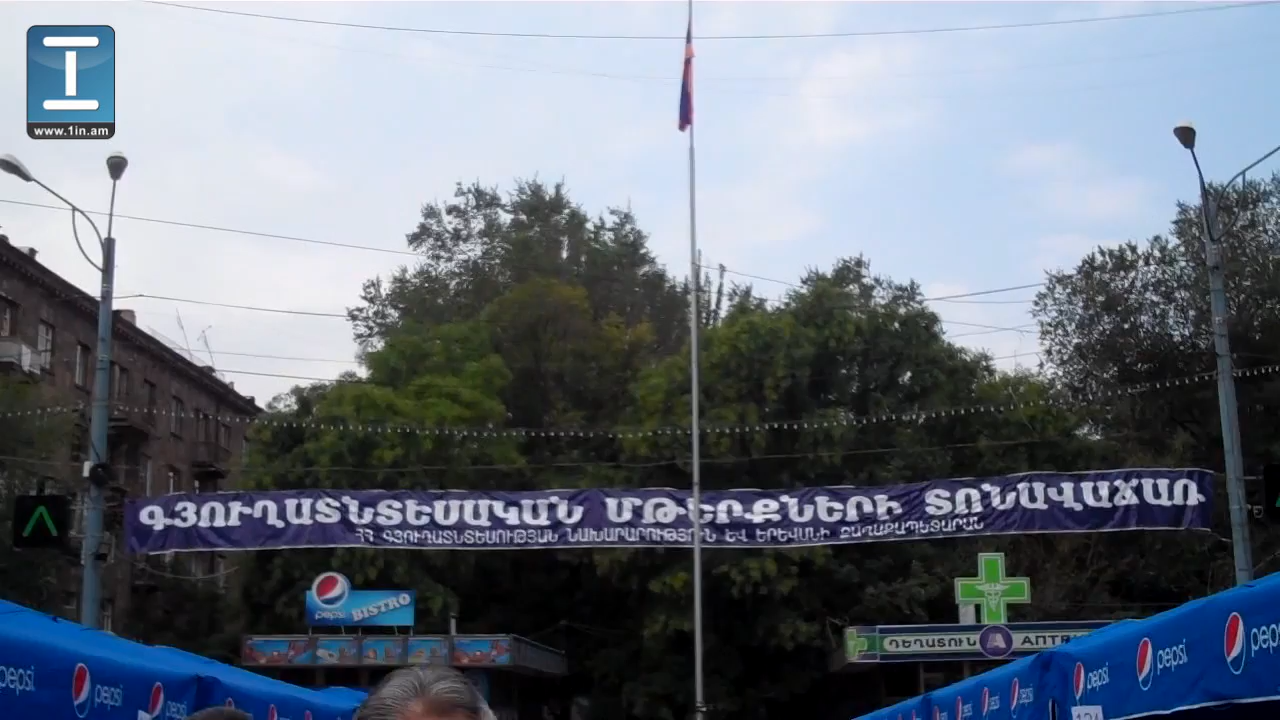 www.1in.am
ԳՅՈՒՂԱՏՆՏԵՍԱԿԱՆ ՄԹԵՐՔՆԵՐԻ ՏՈՆԱՎԱՃԱՌ
ՀՀ ԳՅՈՒՂԱՏՆՏԵՍՈՒԹՅԱՆ ՆԱԽԱՐԱՐՈՒԹՅՈՒՆ ԵՎ ԵՐԵՎԱՆԻ ՔԱՂԱՔԱՊԵՏԱՐԱՆ
pepsi BISTRO
ԴԵՂԱՏՈՒՆ
pepsi pepsi pepsi
pepsi pepsi pepsi